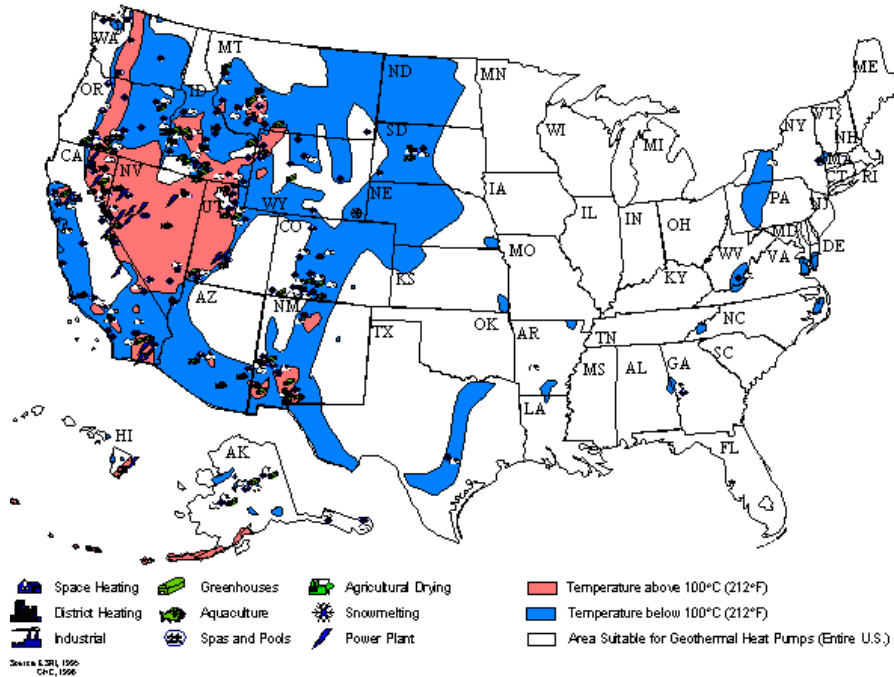 WA
MT
ND
MN
ME
OR
ID
VT
NY
NH
WI
SD
MI
MA
CA
CT
RI
NV
IA
NE
PA
NJ
UT
WY
IL
IN
OH
MD
CO
MO
WV
DE
VA
KS
KY
AZ
NM
OK
NC
TX
AR
TN
SC
MS
AL
GA
LA
HI
FL
AK
Space Heating
Greenhouses
Agricultural Drying
Temperature above 100°C (212°F)
District Heating
Aquaculture
Snowmelting
Temperature below 100°C (212°F)
Industrial
Spas and Pools
Power Plant
Area Suitable for Geothermal Heat Pumps (Entire U.S.)